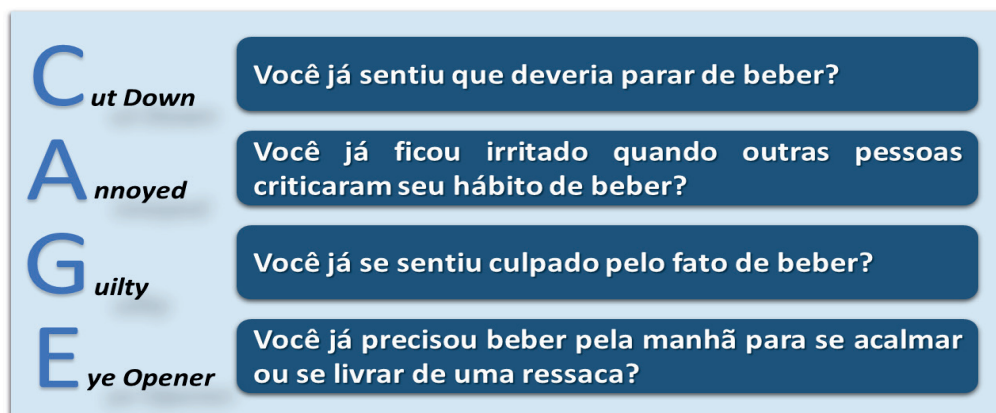 Cut Down
Você já sentiu que deveria parar de beber?
Annoyed
Você já ficou irritado quando outras pessoas
criticaram seu hábito de beber?
Guilty
Você já se sentiu culpado pelo fato de beber?
Eye Opener
Você já precisou beber pela manhã para se acalmar
ou se livrar de uma ressaca?